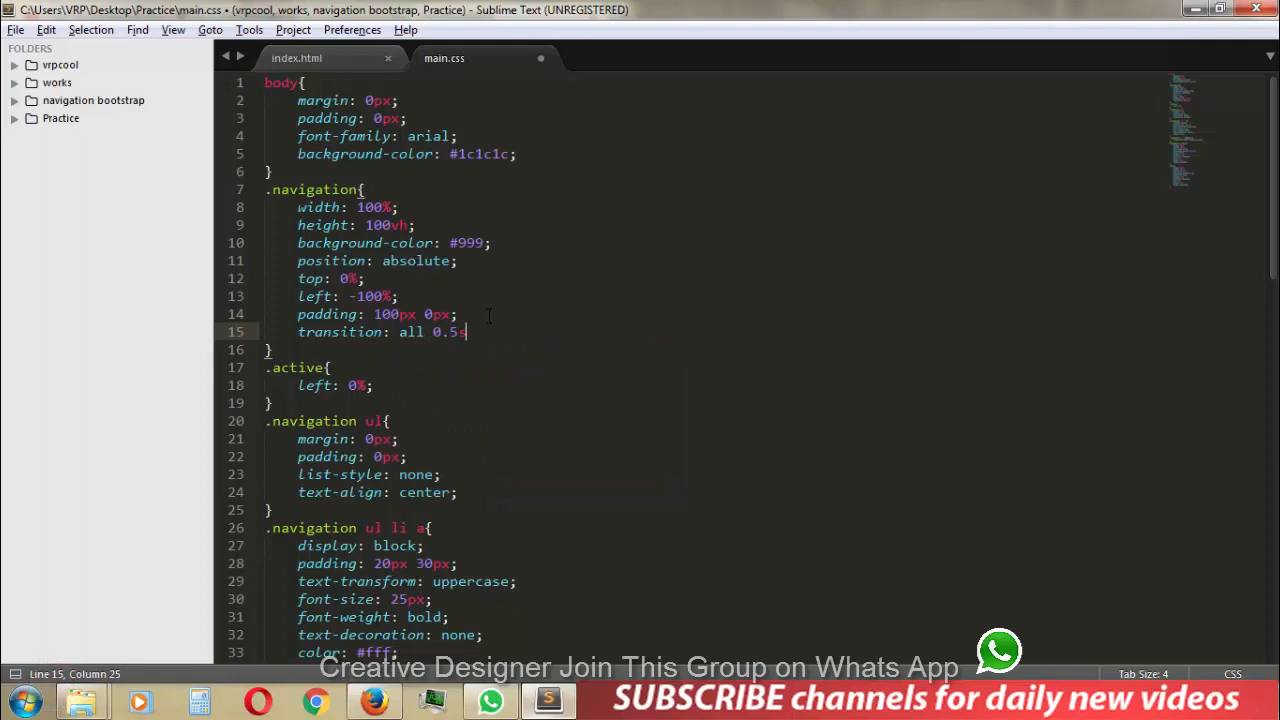 C:\Users\VRP\Desktop\Practice\main.css • (vrpcool, works, navigation bootstrap, Practice) - Sublime Text (UNREGISTERED)
File Edit Selection Find View Goto Tools Project Preferences Help
FOLDERS
vrpcool
works
navigation bootstrap
Practice
index.html
main.css
1 body{
2 margin: 0px;
3 padding: 0px;
4 font-family: arial;
5 background-color: #1c1c1c;
6 }
7 .navigation{
8 width: 100%;
9 height: 100vh;
10 background-color: #999;
11 position: absolute;
12 top: 0%;
13 left: -100%;
14 padding: 100px 0px;
15 transition: all 0.5s
16 }
17 .active{
18 left: 0%;
19 }
20 .navigation ul{
21 margin: 0px;
22 padding: 0px;
23 list-style: none;
24 text-align: center;
25 }
26 .navigation ul li a{
27 display: block;
28 padding: 20px 30px;
29 text-transform: uppercase;
30 font-size: 25px;
31 font-weight: bold;
32 text-decoration: none;
33 color: #fff;
Creative Designer Join This Group on Whats App
Line 15, Column 25
Tab Size: 4
CSS
SUBSCRIBE channels for daily new videos